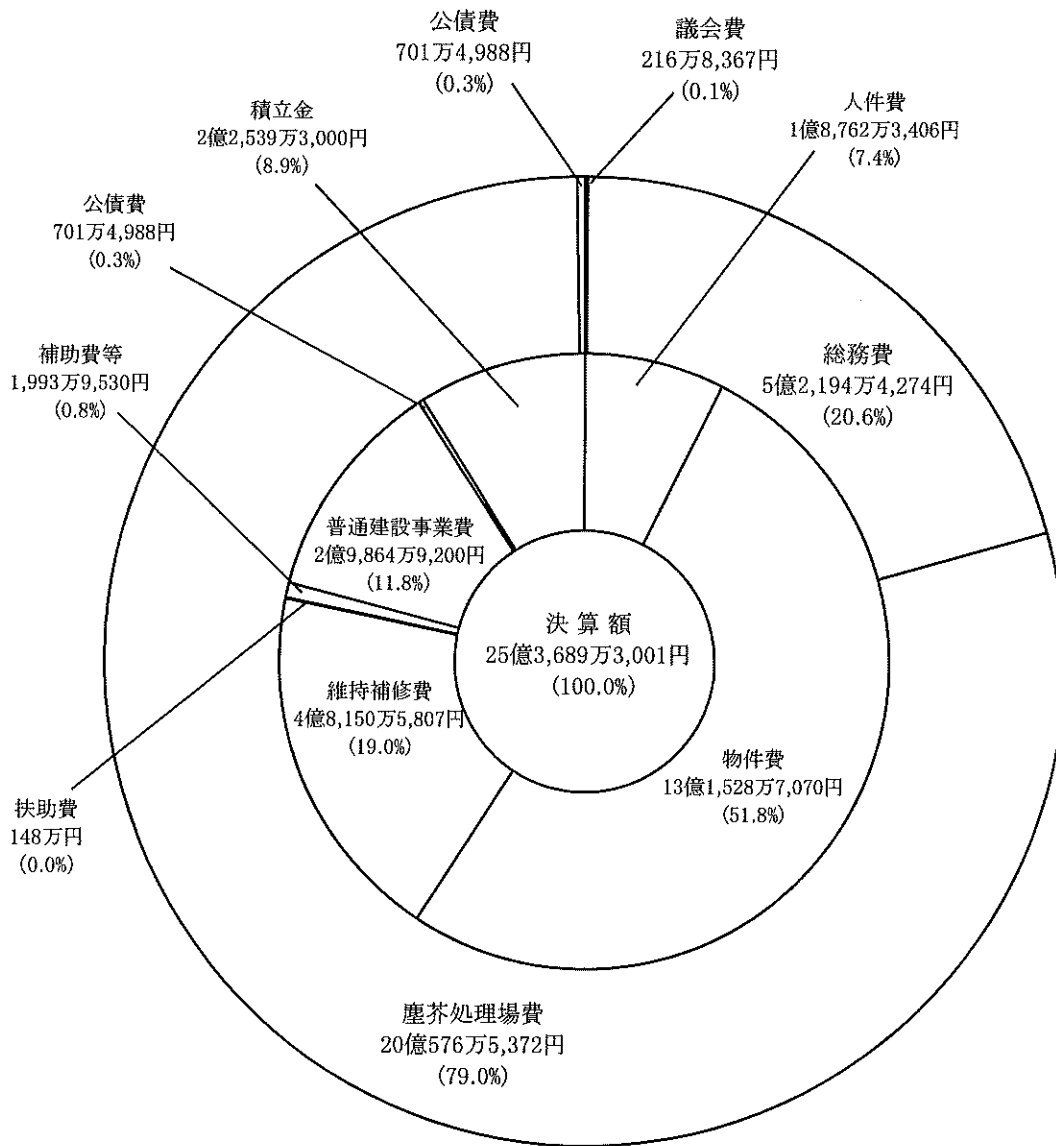 公債費
701万4,988円
(0.3%)
議会費
216万8,367円
(0.1%)
積立金
2億2,539万3,000円
(8.9%)
人件費
1億8,762万3,406円
(7.4%)
公債費
701万4,988円
(0.3%)
補助費等
1,993万9,530円
(0.8%)
総務費
5億2,194万4,274円
(20.6%)
普通建設事業費
2億9,864万9,200円
(11.8%)
決算額
25億3,689万3,001円
(100.0%)
維持補修費
4億8,150万5,807円
(19.0%)
物件費
13億1,528万7,070円
(51.8%)
扶助費
148万円
(0.0%)
塵芥処理場費
20億576万5,372円
(79.0%)